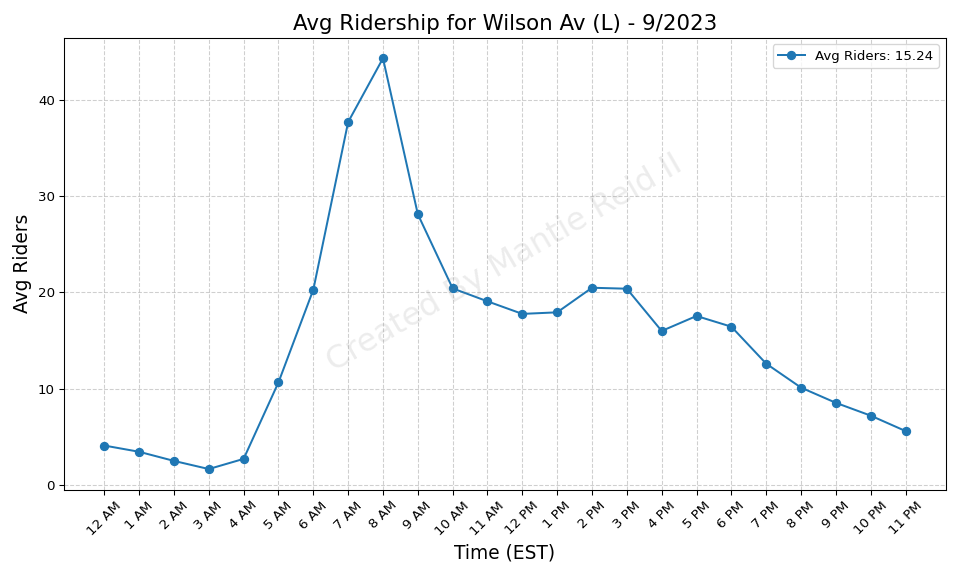 Avg Ridership for Wilson Av (L) - 9/2023
Avg Riders: 15.24
Avg Riders
40
30
20
10
0
Created By Mantie Reid II
12 AM
1 AM
2 AM
3 AM
4 AM
5 AM
6 AM
7 AM
8 AM
9 AM
10 AM
11 AM
12 PM
1 PM
2 PM
3 PM
4 PM
5 PM
6 PM
7 PM
8 PM
9 PM
10 PM
11 PM
Time (EST)